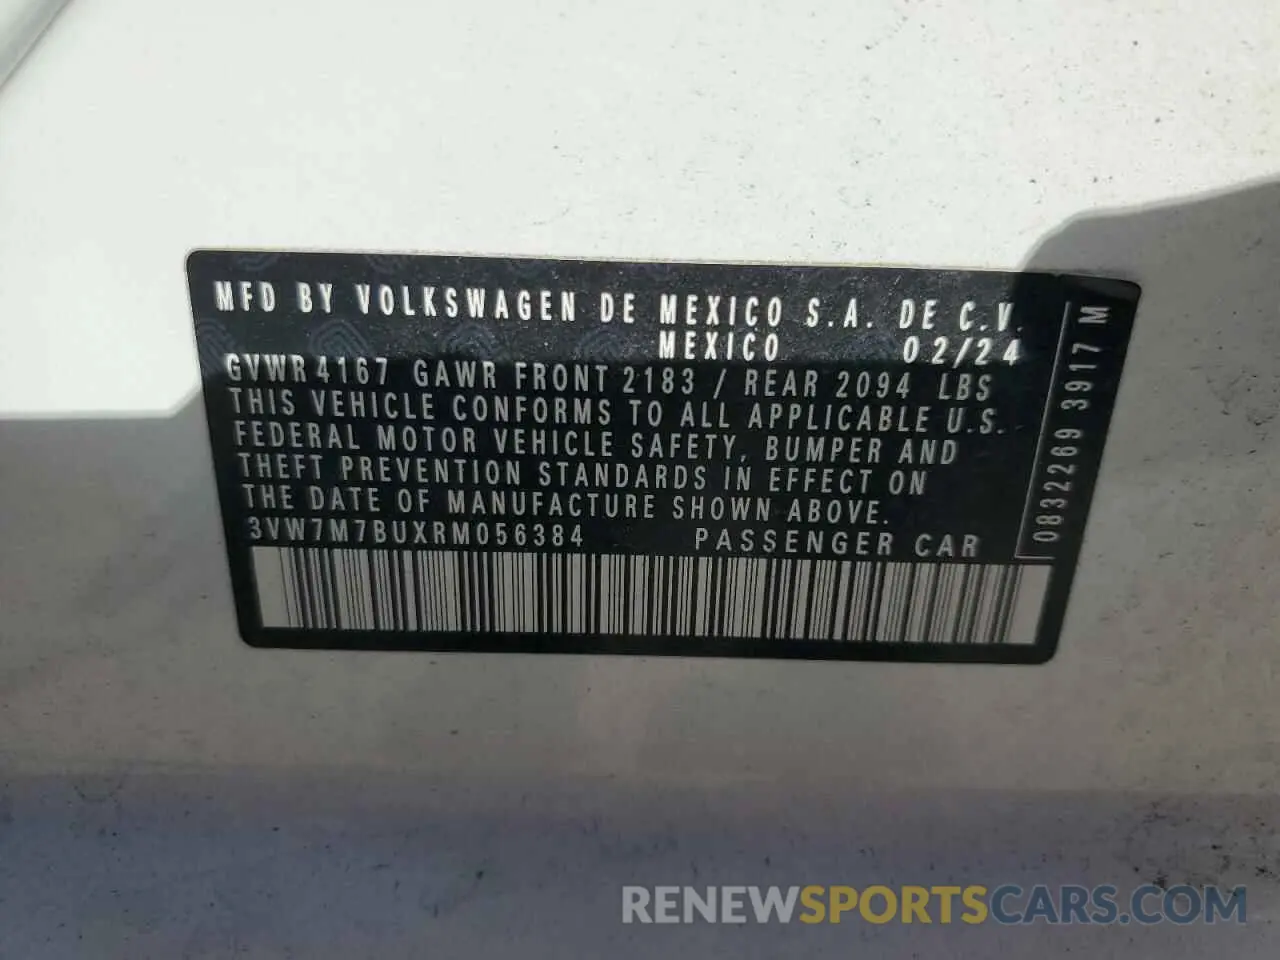 MFD BY VOLKSWAGEN DE MEXICO S.A. DE C.V.
MEXICO 02/24
GVWR 4167 GAWR FRONT 2183 / REAR 2094 LBS
THIS VEHICLE CONFORMS TO ALL APPLICABLE U.S.
FEDERAL MOTOR VEHICLE SAFETY, BUMPER AND
THEFT PREVENTION STANDARDS IN EFFECT ON
THE DATE OF MANUFACTURE SHOWN ABOVE.
3VW7M7BUXRM056384 PASSENGER CAR
0832269 3917 M
RENEWSPORTSCARS.COM